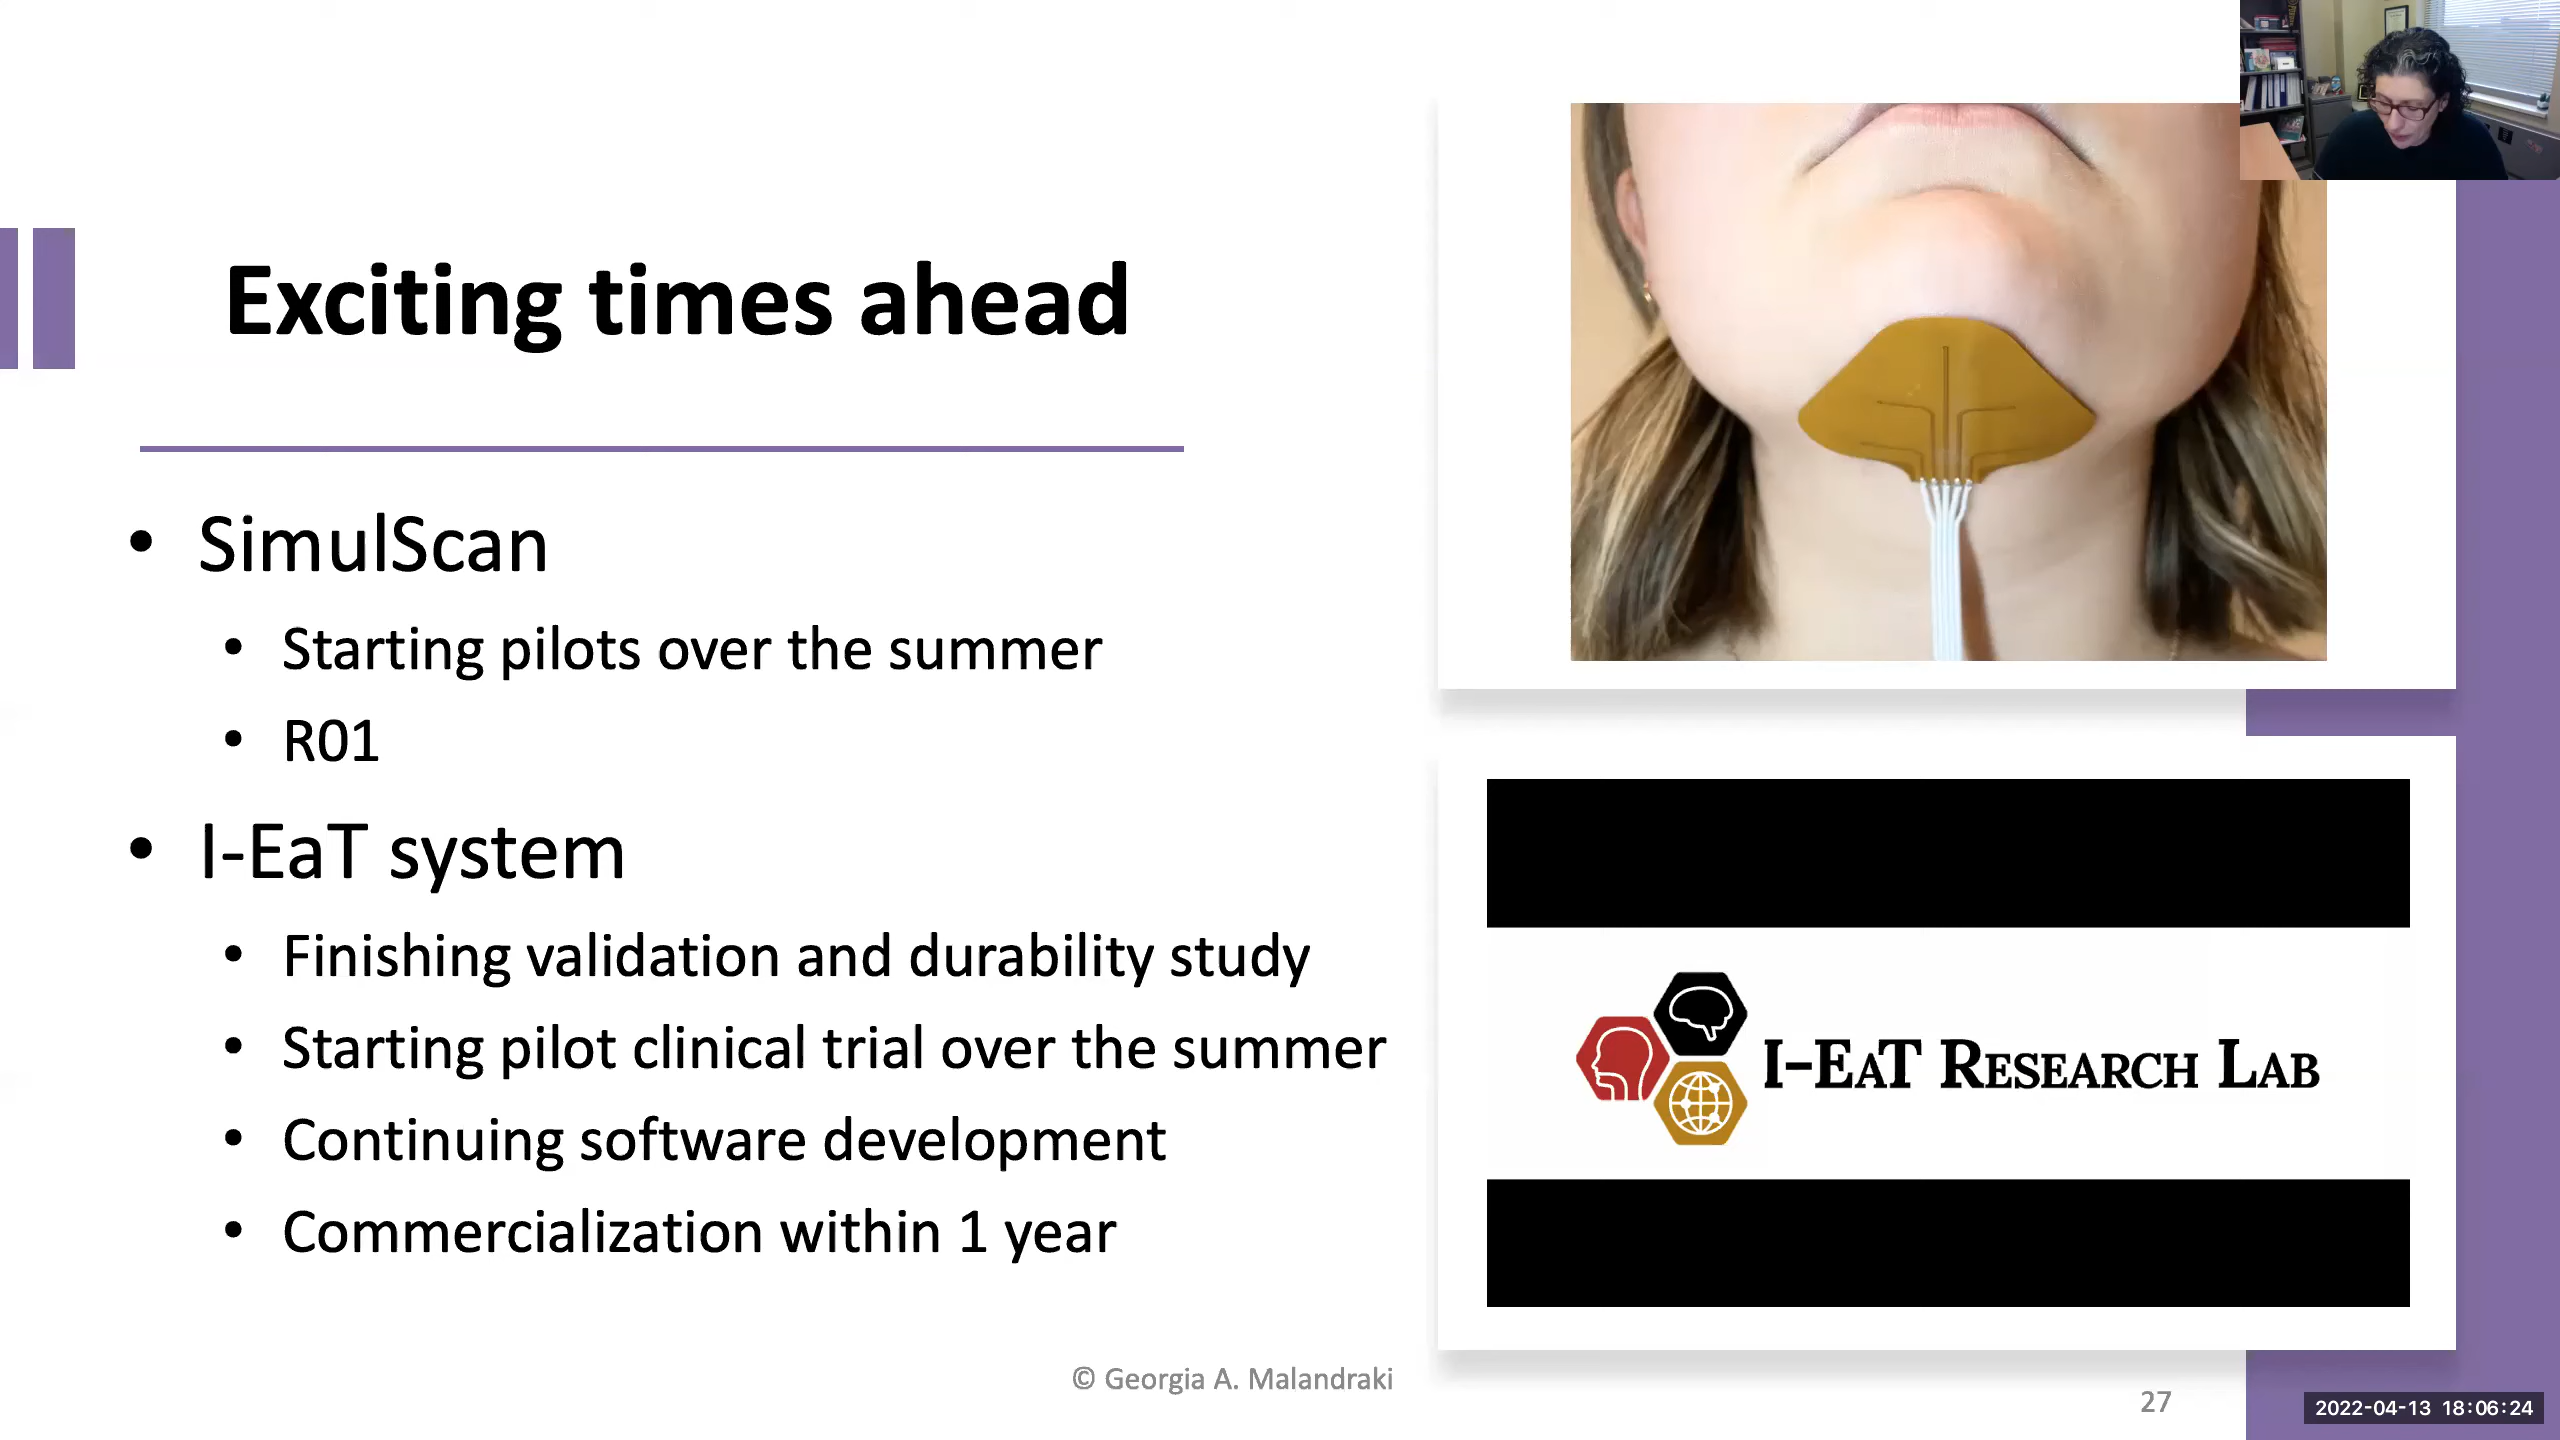 Exciting times ahead
• SimulScan
• Starting pilots over the summer
• R01
• I-EaT system
• Finishing validation and durability study
• Starting pilot clinical trial over the summer
• Continuing software development
• Commercialization within 1 year
I-EaT Research Lab
© Georgia A. Malandraki
27
2022-04-13 18:06:24